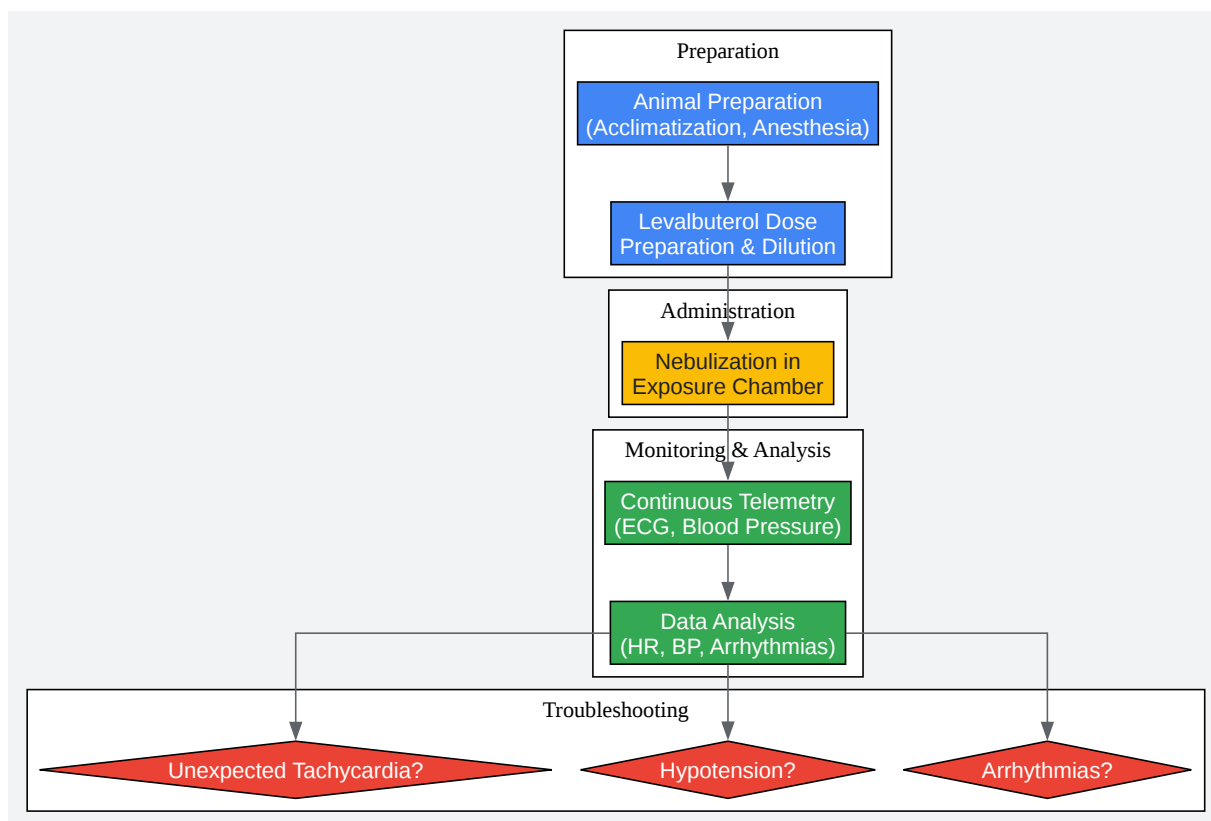 Preparation
Animal Preparation
(Acclimatization, Anesthesia)
Levalbuterol Dose
Preparation & Dilution
Administration
Nebulization in
Exposure Chamber
Monitoring & Analysis
Continuous Telemetry
(ECG, Blood Pressure)
Data Analysis
(HR, BP, Arrhythmias)
Troubleshooting
Unexpected Tachycardia?
Hypotension?
Arrhythmias?